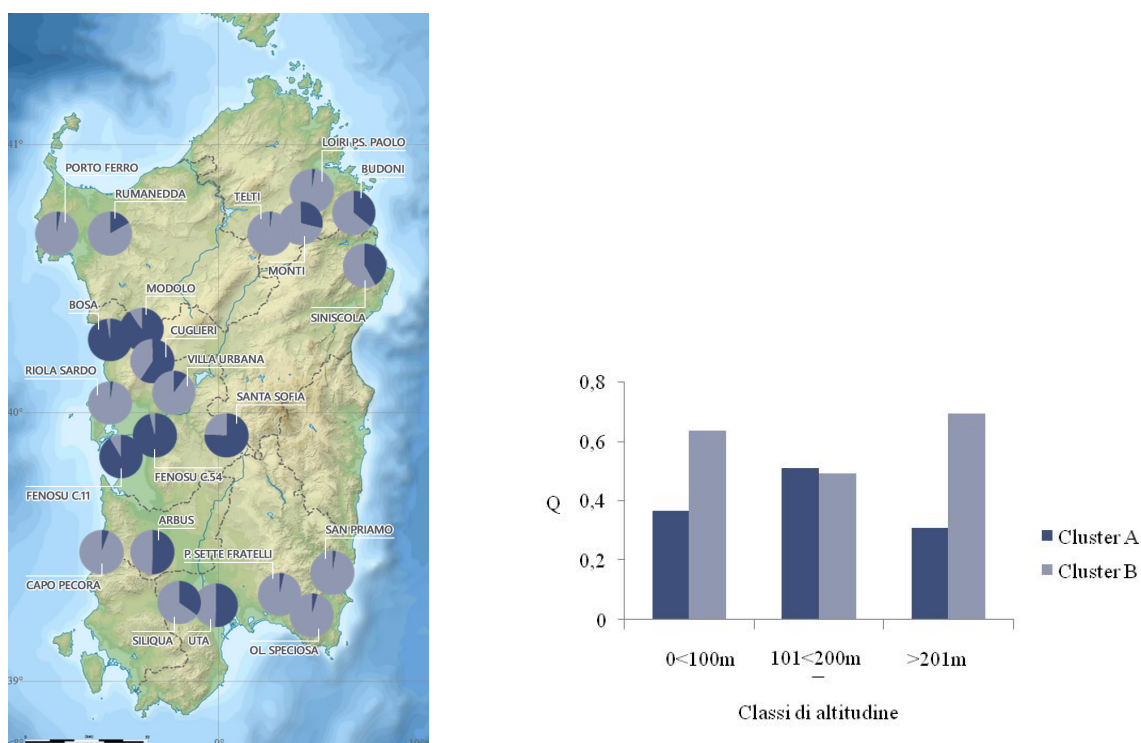 41°
LOIRI P.S. PAOLO
PORTO FERRO
BUDONI
RUMANEDDA
TELTI
MONTI
MODOLO
BOSA
SINISCOLA
CUGLIERI
VILLA URBANA
RIOLA SARDO
SANTA SOFIA
40°
FENOSU C.54
FENOSU C.11
ARBUS
SAN PRIAMO
P. SETTE FRATELLI
CAPO PECORA
SILIQUA
UTA
OL. SPECIOSA
39°
0,8
0,6
Q
0,4
0,2
0
Cluster A
Cluster B
0<100m
101<200m
>201m
Classi di altitudine